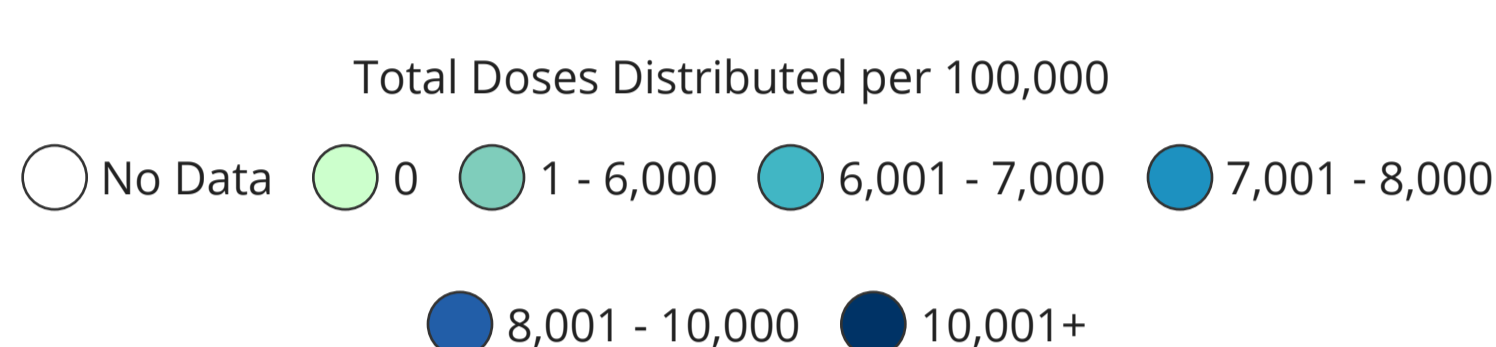 Total Doses Distributed per 100,000
No Data 0 1 - 6,000 6,001 - 7,000 7,001 - 8,000
8,001 - 10,000 10,001+